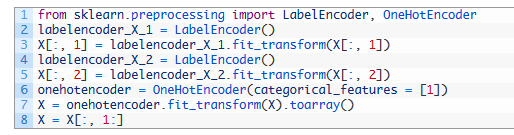 1 from sklearn.preprocessing import LabelEncoder, OneHotEncoder
2 labelencoder_X_1 = LabelEncoder()
3 X[:, 1] = labelencoder_X_1.fit_transform(X[:, 1])
4 labelencoder_X_2 = LabelEncoder()
5 X[:, 2] = labelencoder_X_2.fit_transform(X[:, 2])
6 onehotencoder = OneHotEncoder(categorical_features = [1])
7 X = onehotencoder.fit_transform(X).toarray()
8 X = X[:, 1:]